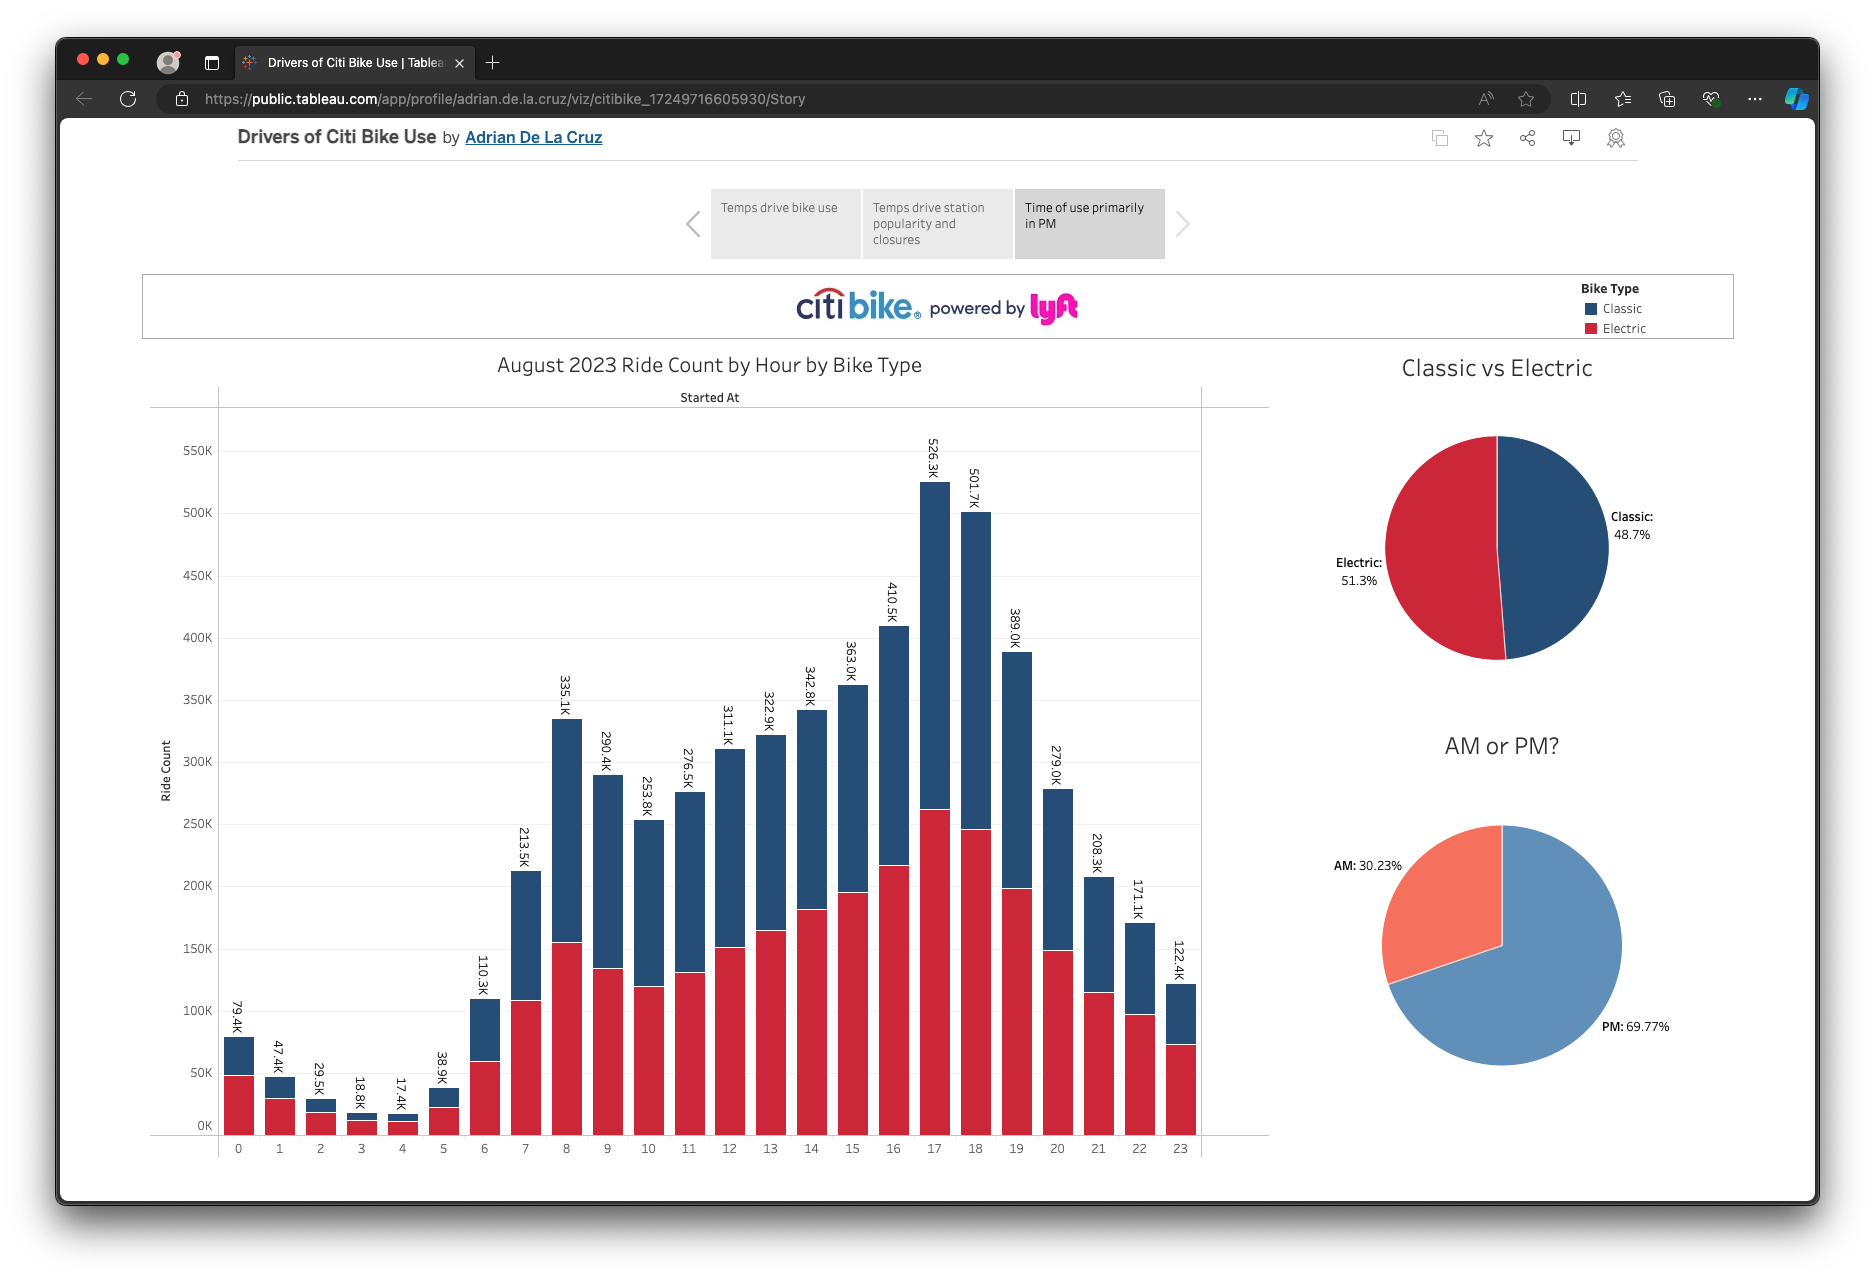 Drivers of Citi Bike Use | Tablea
https://public.tableau.com/app/profile/adrian.de.la.cruz/viz/citibike_17249716605930/Story
Drivers of Citi Bike Use by Adrian De La Cruz
Temps drive bike use
Temps drive station
popularity and
closures
Time of use primarily
in PM
citi bike® powered by lyft
Bike Type
Classic
Electric
August 2023 Ride Count by Hour by Bike Type
Started At
Ride Count
550K
500K
450K
400K
350K
300K
250K
200K
150K
100K
50K
0K
79.4K
47.4K
29.5K
18.8K
17.4K
38.9K
110.3K
213.5K
335.1K
290.4K
253.8K
276.5K
311.1K
322.9K
342.8K
363.0K
410.5K
526.3K
501.7K
389.0K
279.0K
208.3K
171.1K
122.4K
0 1 2 3 4 5 6 7 8 9 10 11 12 13 14 15 16 17 18 19 20 21 22 23
Classic vs Electric
Classic:
48.7%
Electric:
51.3%
AM or PM?
AM: 30.23%
PM: 69.77%